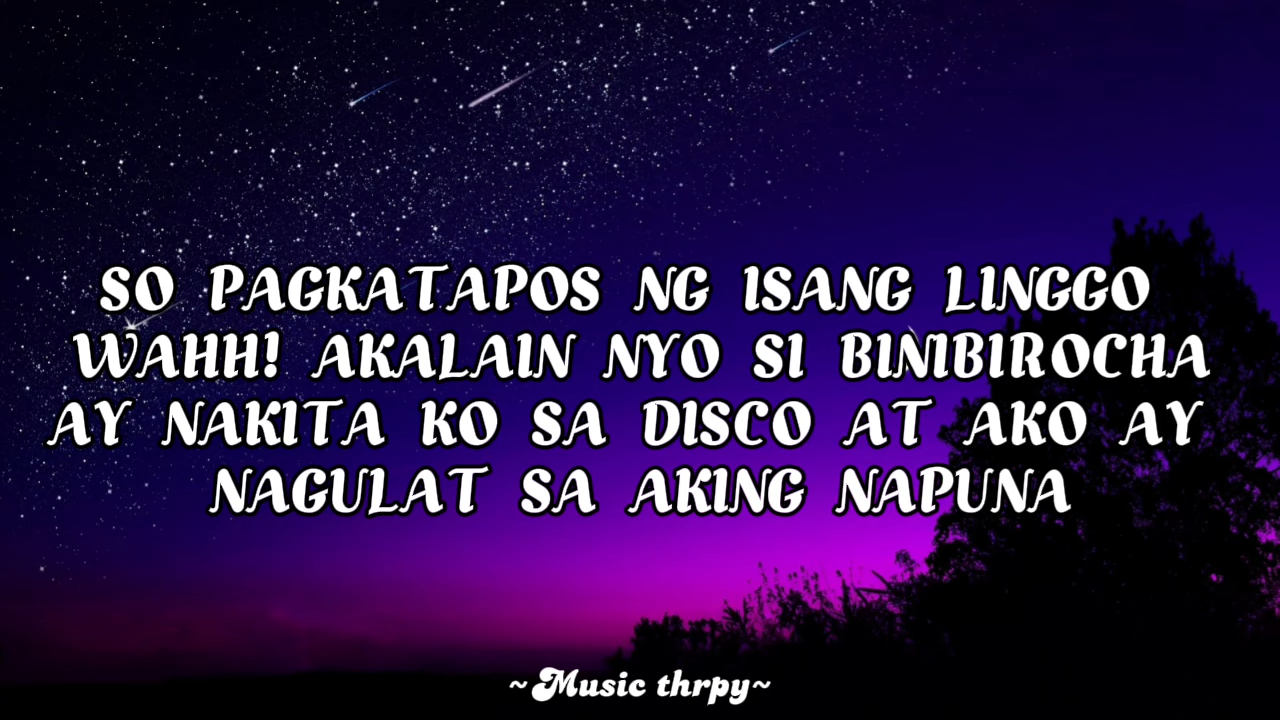 SO PAGKATAPOS NG ISANG LINGGO
WAHH! AKALAIN NYO SI BINIBIROCHA
AY NAKITA KO SA DISCO AT AKO AY
NAGULAT SA AKING NAPUNA
~Music thrpy~